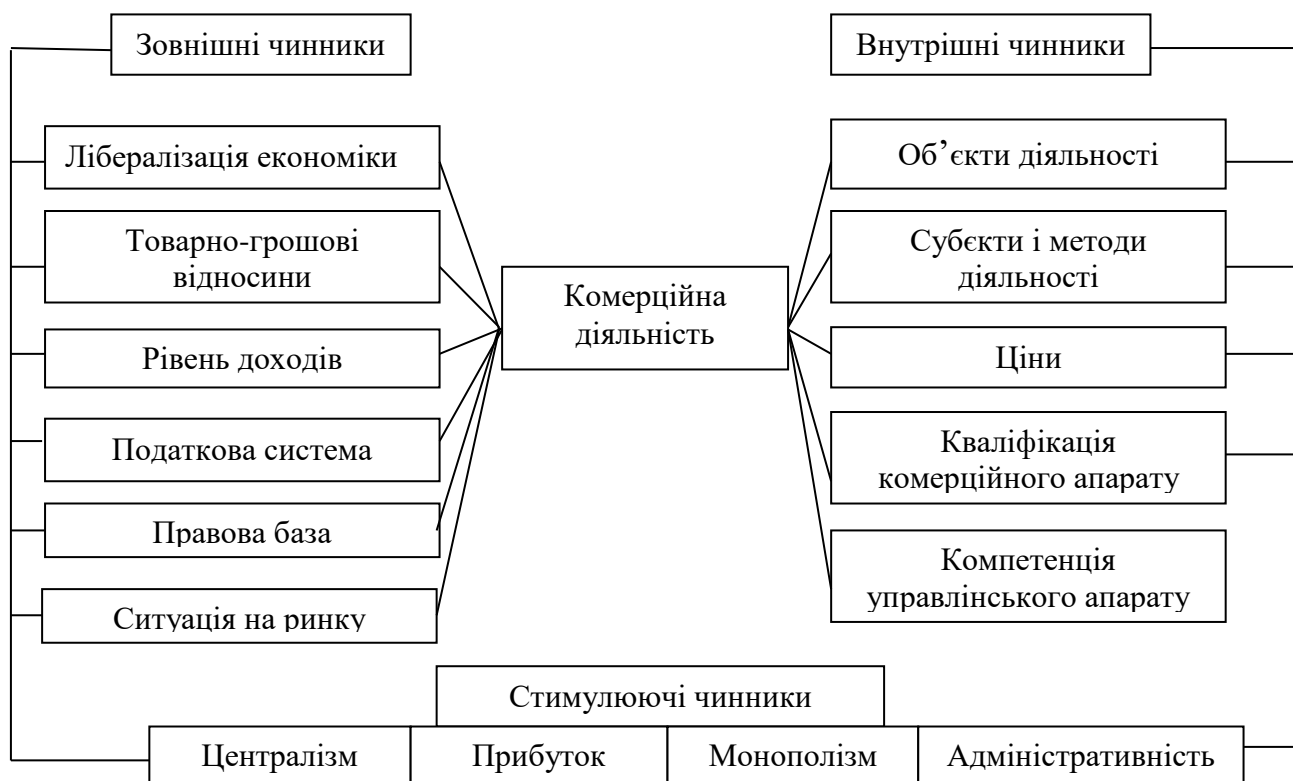 Зовнішні чинники
Внутрішні чинники
Лібералізація економіки
Товарно-грошові
відносини
Рівень доходів
Податкова система
Правова база
Ситуація на ринку
Комерційна
діяльність
Об’єкти діяльності
Субєкти і методи
діяльності
Ціни
Кваліфікація
комерційного апарату
Компетенція
управлінського апарату
Стимулюючі чинники
Централізм
Прибуток
Монополізм
Адміністративність